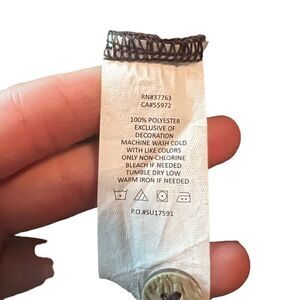 RN#37763
CA#55972
100% POLYESTER
EXCLUSIVE OF
DECORATION
MACHINE WASH COLD
WITH LIKE COLORS
ONLY NON-CHLORINE
BLEACH IF NEEDED
TUMBLE DRY LOW
WARM IRON IF NEEDED
P.O.#SU17591